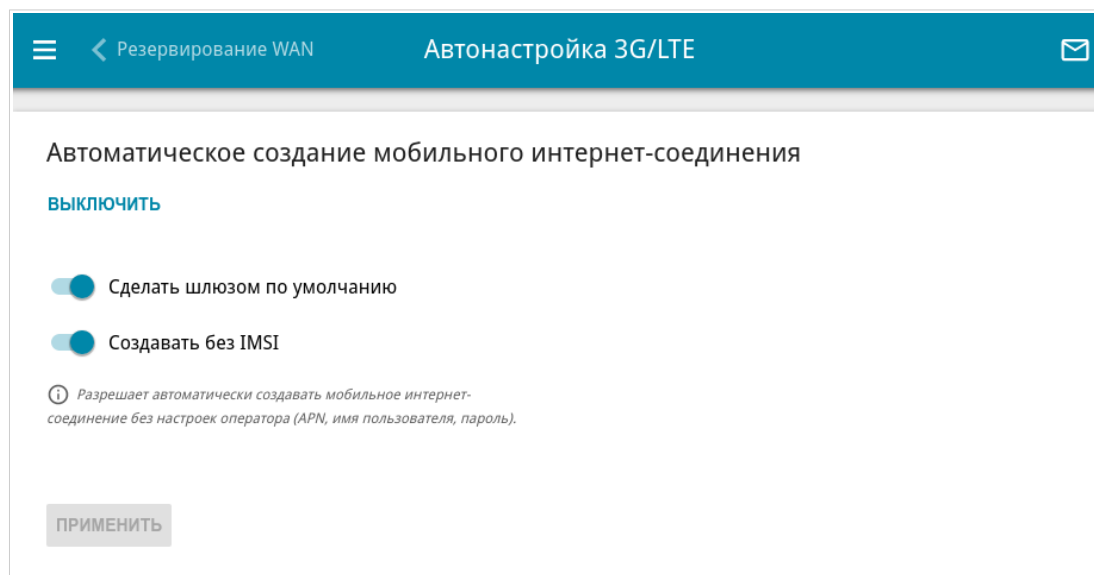 Резервирование WAN
Автонастройка 3G/LTE
Автоматическое создание мобильного интернет-соединения
ВЫКЛЮЧИТЬ
Сделать шлюзом по умолчанию
Создавать без IMSI
Разрешает автоматически создавать мобильное интернет-
соединение без настроек оператора (APN, имя пользователя, пароль).
ПРИМЕНИТЬ